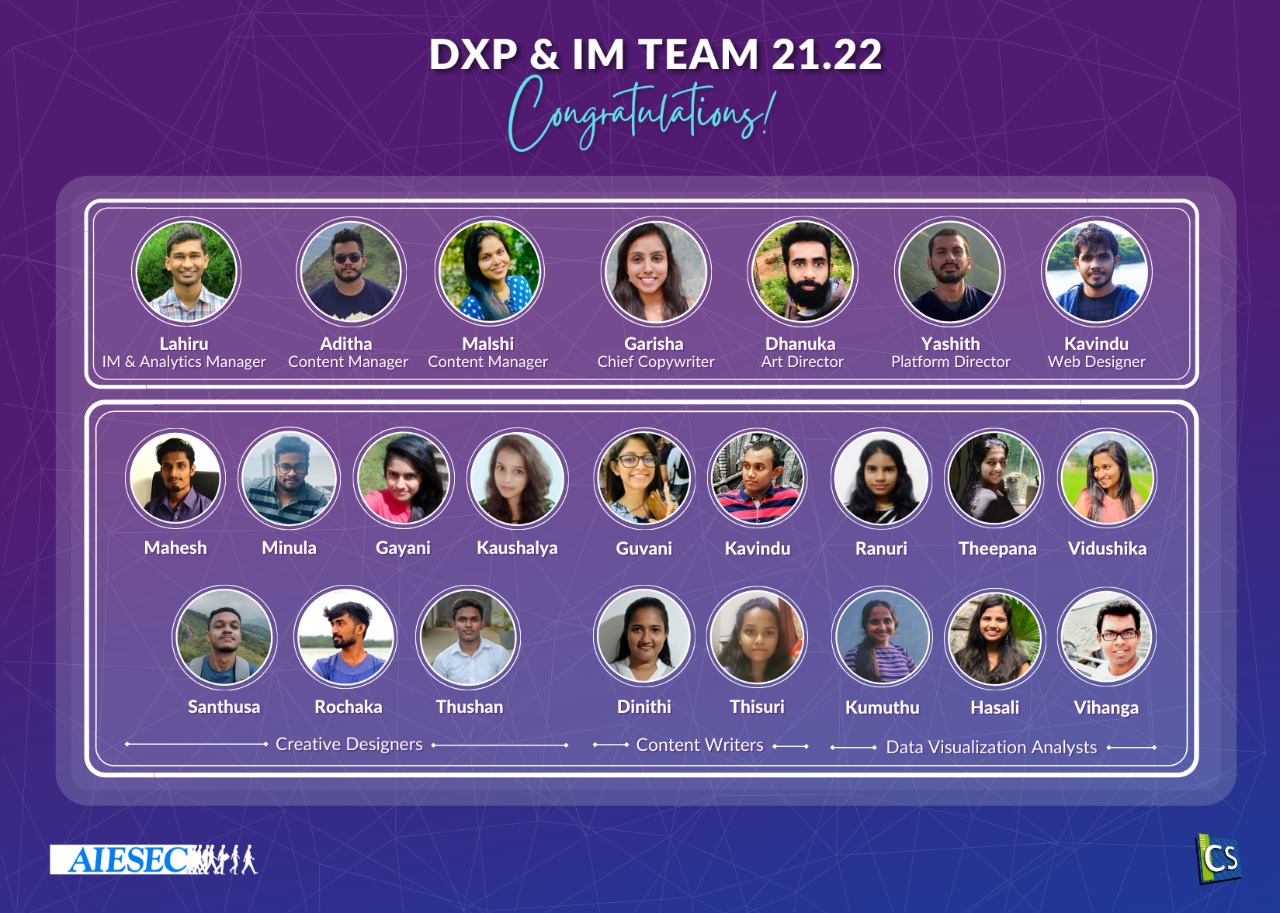 DXP & IM TEAM 21.22
Congratulations!
Lahiru
IM & Analytics Manager
Aditha
Content Manager
Malshi
Content Manager
Garisha
Chief Copywriter
Dhanuka
Art Director
Yashith
Platform Director
Kavindu
Web Designer
Mahesh
Minula
Gayani
Kaushalya
Guvani
Kavindu
Ranuri
Theepana
Vidushika
Santhusa
Rochaka
Thushan
Dinithi
Thisuri
Kumuthu
Hasali
Vihanga
Creative Designers
Content Writers
Data Visualization Analysts
AIESEC
CS